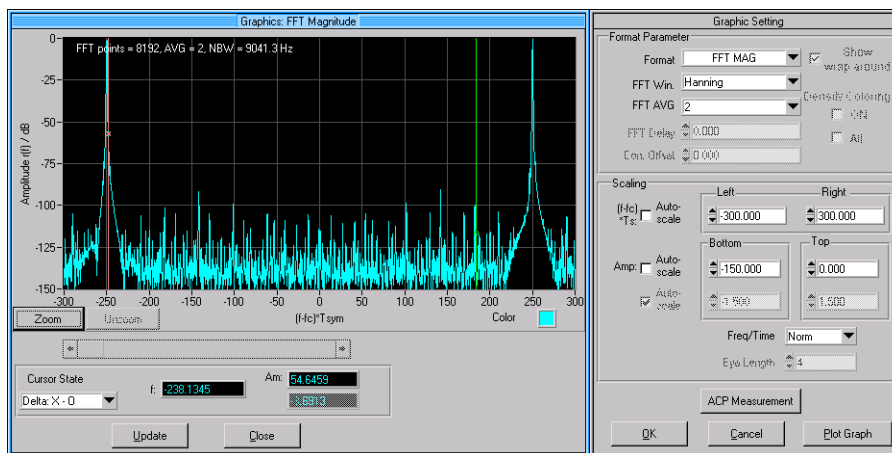 Graphics: FFT Magnitude
FFT points = 8192, AVG = 2, NBW = 9041.3 Hz
Amplitude r(f) / dB
0-
-25-
-50-
-75-
-100-
-125-
-150-
-300 -250 -200 -150 -100 -50 0 50 100 150 200 250 300
(f-fc)*Tsym
Zoom
Unzoom
Color
Cursor State
Delta: X - O
f: -238.1345
Am: 54.6459
Update
Close
Graphic Setting
Format Parameter
Format FFT MAG
Show wrap around
FFT Win. Hanning
FFT AVG 2
Density Coloring
ON
All
FFT Delay 0.000
Con. Offset 0.000
Scaling
Left
Right
(f-fc) *Ts:
Auto-scale
-300.000
300.000
Bottom
Top
Amp:
Auto-scale
-150.000
0.000
Auto-scale
-1.500
1.500
Freq/Time Norm
Eye Length 4
ACP Measurement
OK
Cancel
Plot Graph